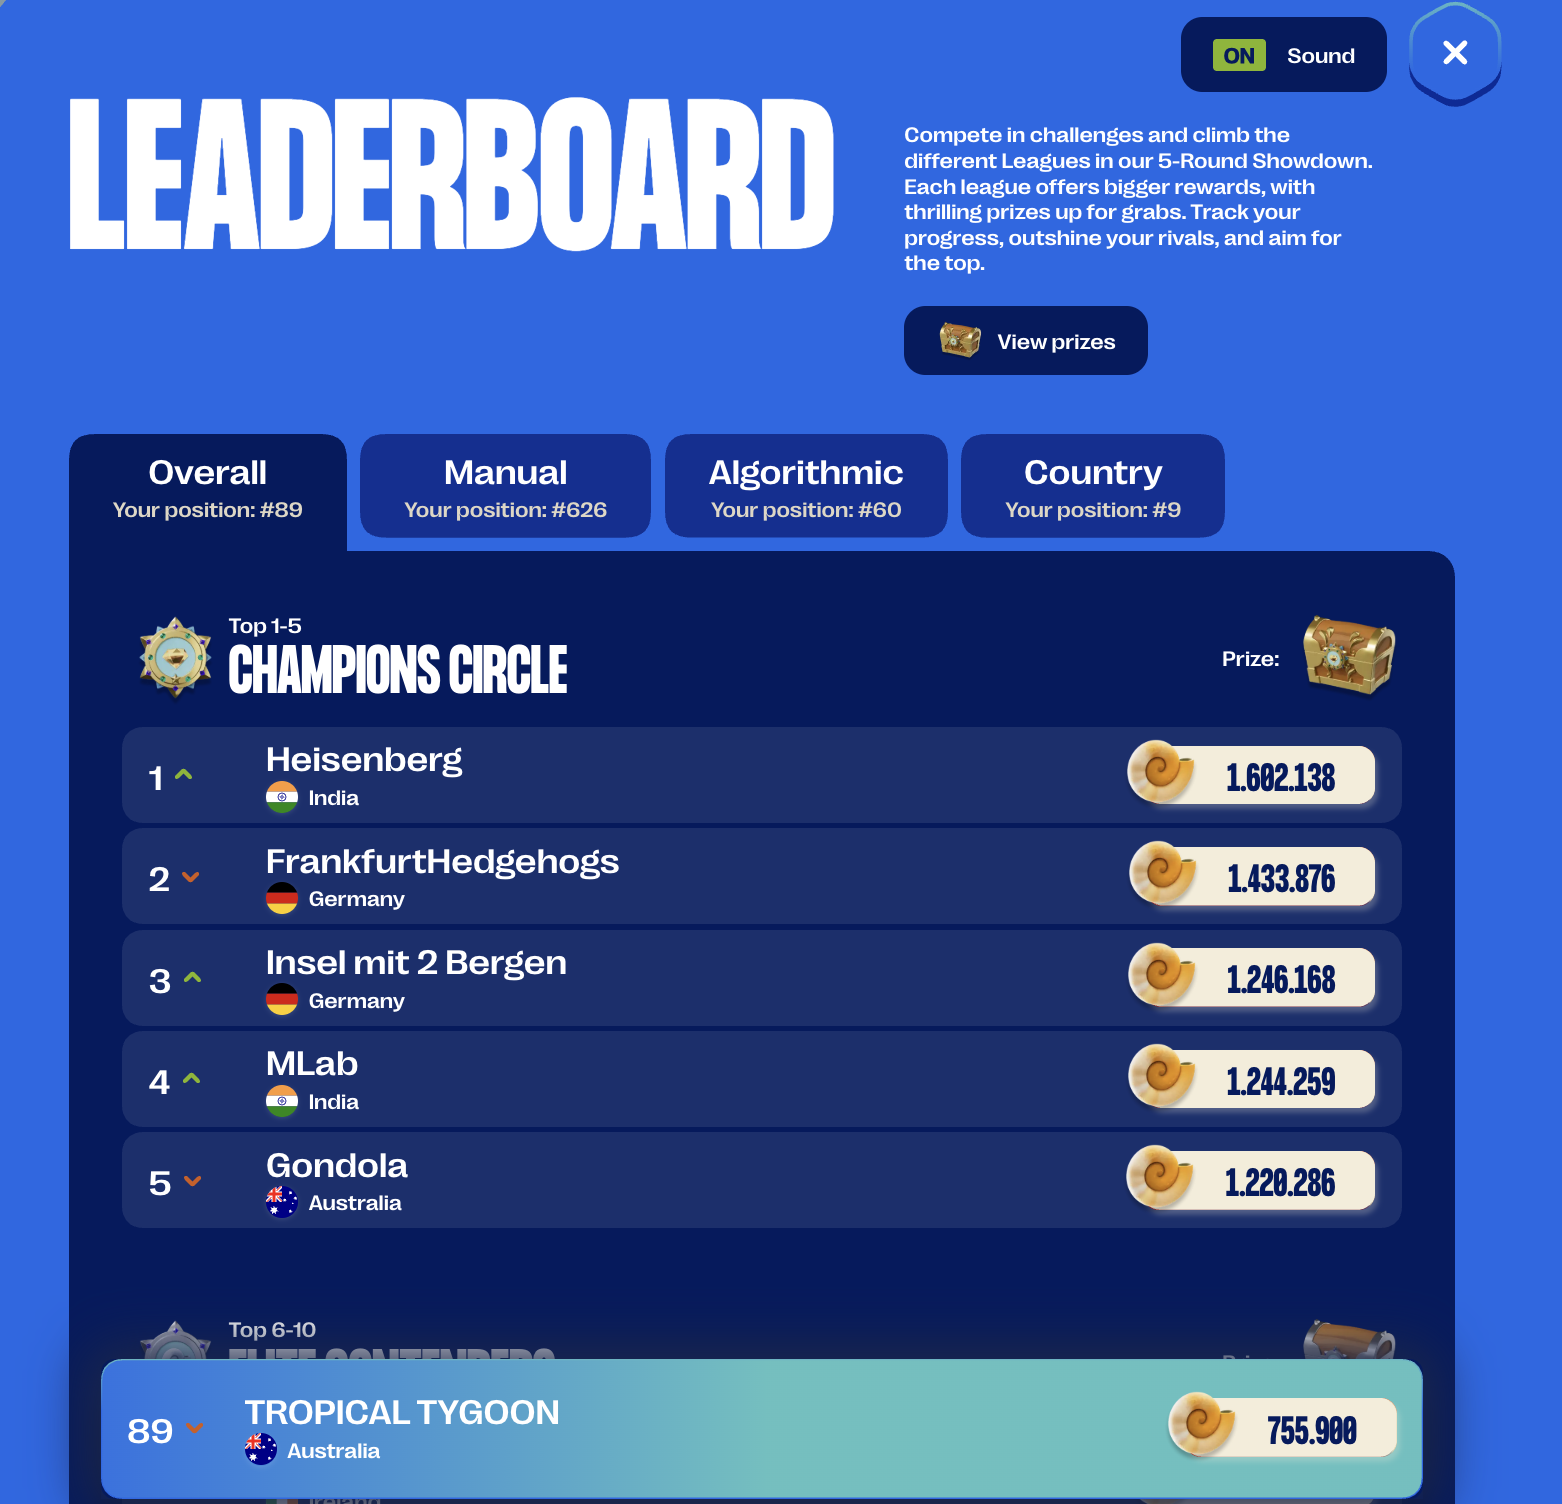 ON Sound
LEADERBOARD
Compete in challenges and climb the
different Leagues in our 5-Round Showdown.
Each league offers bigger rewards, with
thrilling prizes up for grabs. Track your
progress, outshine your rivals, and aim for
the top.
View prizes
Overall
Your position: #89
Manual
Your position: #626
Algorithmic
Your position: #60
Country
Your position: #9
Top 1-5
CHAMPIONS CIRCLE
Prize:
1
Heisenberg
India
1.602.138
2
FrankfurtHedgehogs
Germany
1.433.876
3
Insel mit 2 Bergen
Germany
1.246.168
4
MLab
India
1.244.259
5
Gondola
Australia
1.220.286
Top 6-10
ELITE CONTENDERS
89
TROPICAL TYGOON
Australia
755.900
Ireland